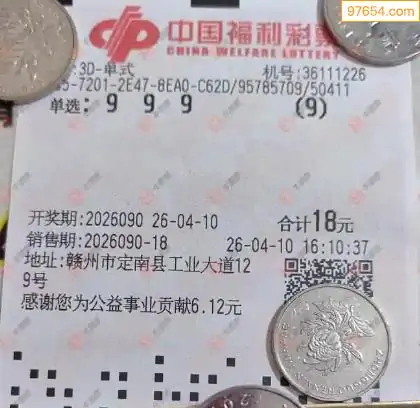 97654.com
中国福利彩票
CHINA WELFARE LOTTERY
3D-单式 机号:36111226
5-7201-2E47-8EA0-C62D/95785709/50411
单选: 9 9 9 (9)
开奖期:2026090 26-04-10 合计18元
销售期:2026090-18 26-04-10 16:10:37
地址:赣州市定南县工业大道12
9号
感谢您为公益事业贡献6.12元